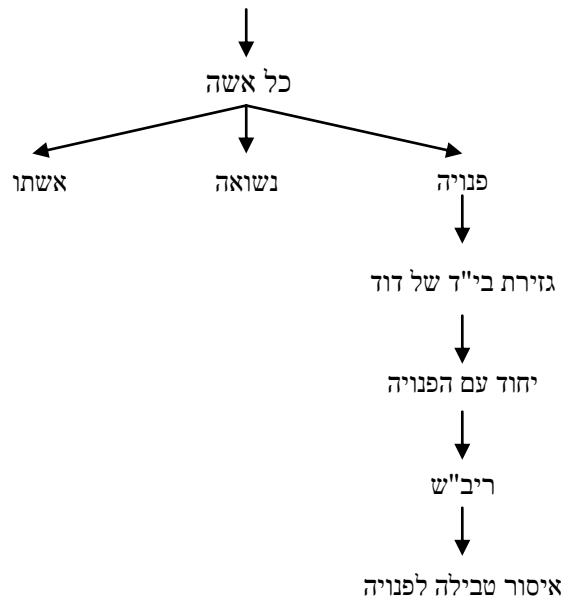 כל אשה
פנויה
נשואה
אשתו
גזירת בי"ד של דוד
יחוד עם הפנויה
ריב"ש
איסור טבילה לפנויה